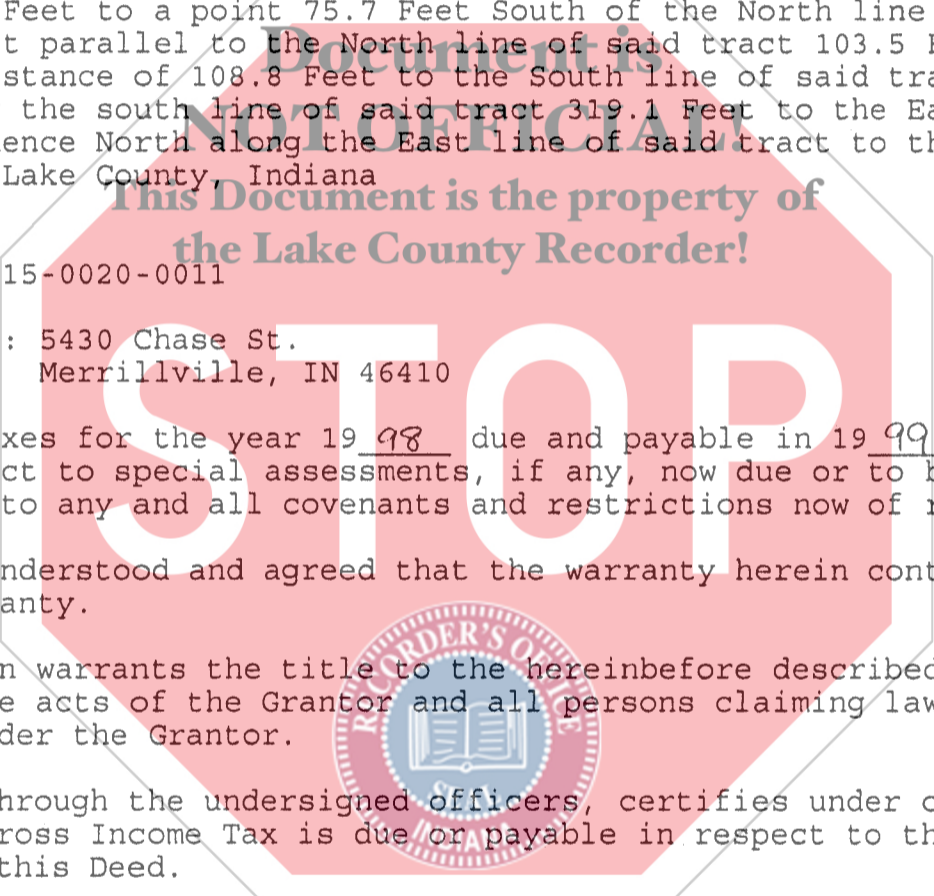 Feet to a point 75.7 Feet South of the North line
t parallel to the North line of said tract 103.5
stance of 108.8 Feet to the South line of said tra
the south line of said tract 319.1 Feet to the Ea
ence North along the East line of said tract to th
Lake County, Indiana
Document is
NOT OFFICIAL!
This Document is the property of
the Lake County Recorder!
15-0020-0011
: 5430 Chase St.
Merrillville, IN 46410
STOP
xes for the year 19 98 due and payable in 19 99
ct to special assessments, if any, now due or to b
to any and all covenants and restrictions now of r
nderstood and agreed that the warranty herein cont
anty.
n warrants the title to the hereinbefore described
e acts of the Grantor and all persons claiming law
der the Grantor.
RECORDER'S OFFICE
SEAL
INDIANA
hrough the undersigned officers, certifies under o
ross Income Tax is due or payable in respect to th
this Deed.